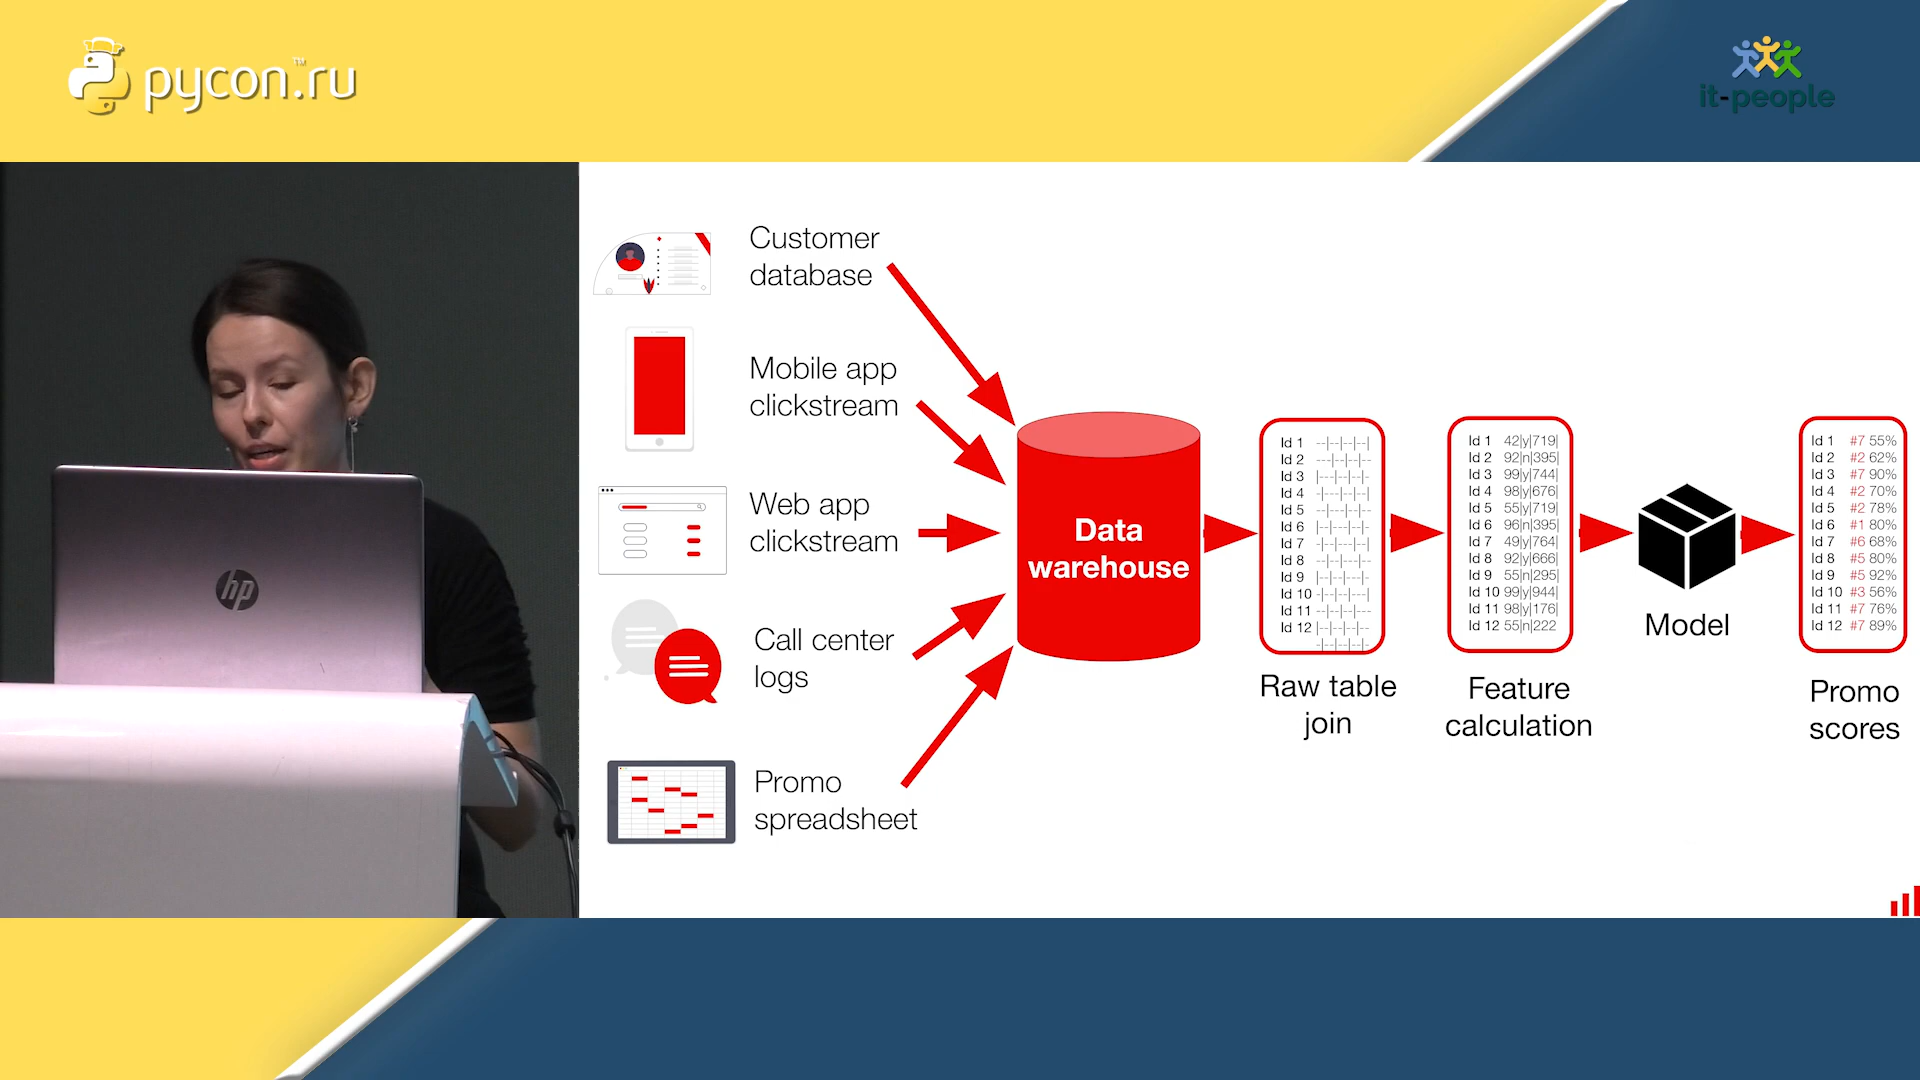 pycon.ru
TM
it-people
Customer
database
Mobile app
clickstream
Web app
clickstream
Call center
logs
Promo
spreadsheet
Data
warehouse
Id 1 --|--|--|--|
Id 2 ---|--|--|--
Id 3 |---|--|--|-
Id 4 --|--|--|---
Id 5 --|--|---|--
Id 6 --|---|--|--
Id 7 ---|--|--|--
Id 8 |--|--|--|--
Id 9 |---|--|---|
Id 10 --|--|--|---|
Id 11 ---|--|--|---
Id 12 |---|--|---
Raw table
join
Id 1 42|y|719|
Id 2 92|n|395|
Id 3 99|y|744|
Id 4 98|y|676|
Id 5 55|y|719|
Id 6 96|n|395|
Id 7 49|y|764|
Id 8 92|y|666|
Id 9 55|n|295|
Id 10 99|y|944|
Id 11 98|y|176|
Id 12 55|n|222
Feature
calculation
Model
Id 1 #7 55%
Id 2 #2 62%
Id 3 #7 90%
Id 4 #2 70%
Id 5 #2 78%
Id 6 #1 80%
Id 7 #6 68%
Id 8 #5 80%
Id 9 #5 92%
Id 10 #3 56%
Id 11 #7 76%
Id 12 #7 89%
Promo
scores
hp